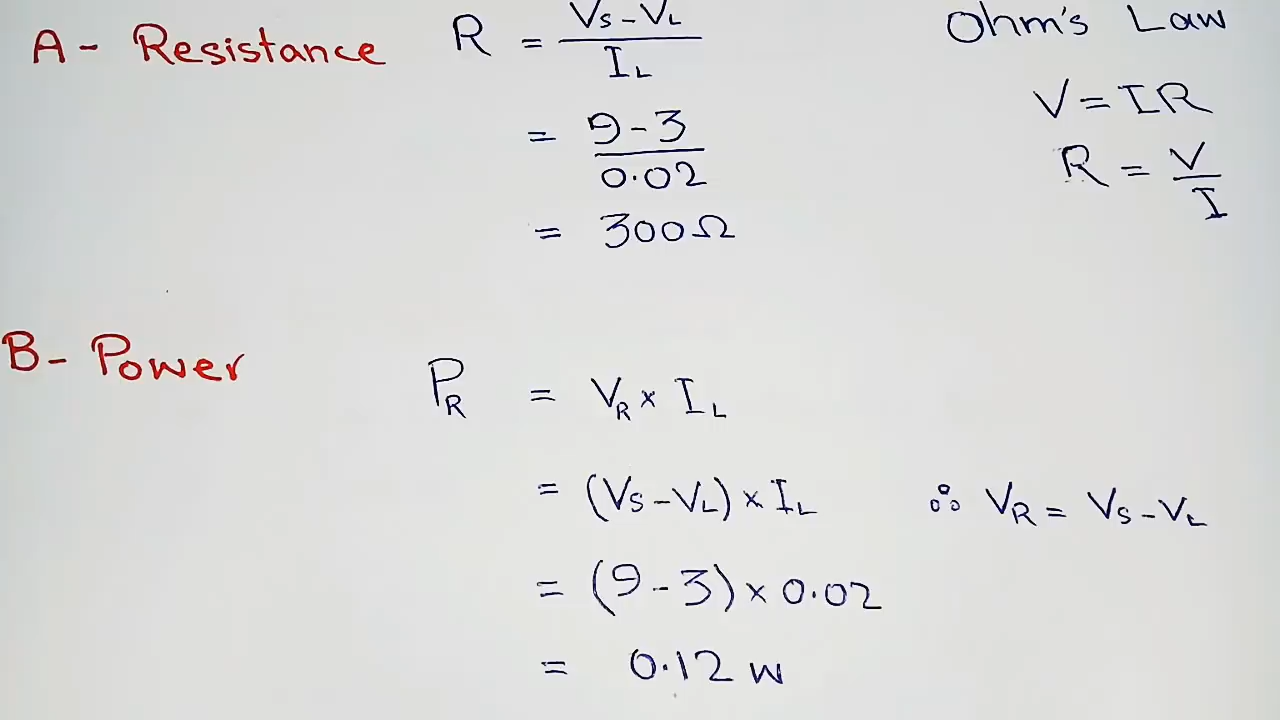 A- Resistance R = Vs-VL / IL
= 9-3 / 0.02
= 300Ω
Ohm's Law
V = IR
R = V / I
B- Power
PR = VR × IL
= (Vs-VL) × IL ∴ VR = Vs-VL
= (9-3) × 0.02
= 0.12 w